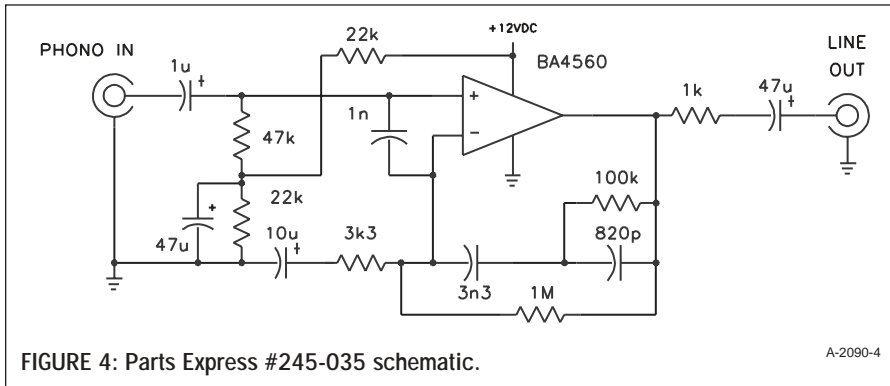 PHONO IN
1u
+
22k
+12VDC
BA4560
LINE
OUT
1k
47u
+
47k
1n
+
−
100k
22k
+
47u
10u
+
3k3
820p
3n3
1M
FIGURE 4: Parts Express #245-035 schematic.
A-2090-4